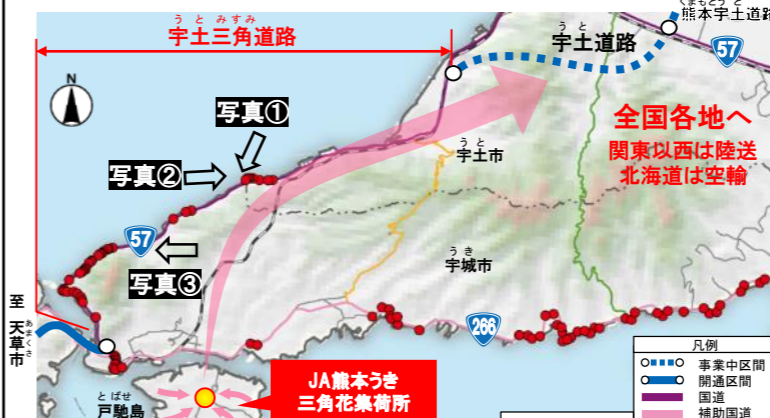 くまもとうと
熊本宇土道路
うとみすみ
宇土三角道路
うと
宇土道路
57
N
写真①
全国各地へ
関東以西は陸送
北海道は空輸
うと
宇土市
写真②
57
うき
宇城市
写真③
至
天草市
あまくさ
266
JA熊本うき
三角花集荷所
とばせ
戸馳島
凡例
事業中区間
開通区間
国道
補助国道